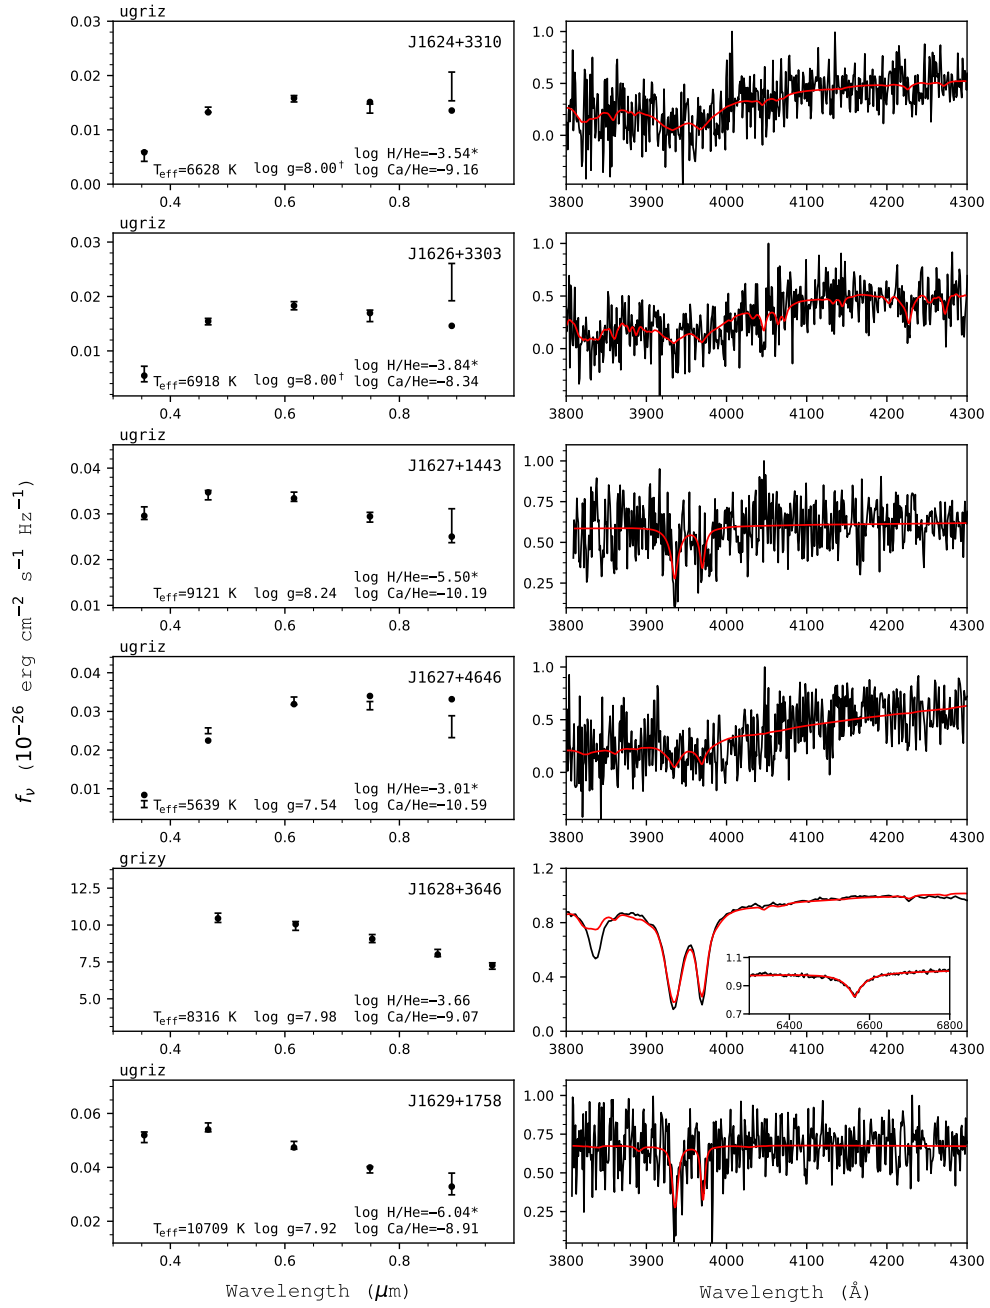 ugriz
J1624+3310
0.03
0.02
0.01
0.00
log H/He=−3.54*
T_eff=6628 K log g=8.00† log Ca/He=−9.16
0.4 0.6 0.8
1.0
0.5
0.0
3800 3900 4000 4100 4200 4300
ugriz
J1626+3303
0.03
0.02
0.01
log H/He=−3.84*
T_eff=6918 K log g=8.00† log Ca/He=−8.34
0.4 0.6 0.8
1.0
0.5
0.0
3800 3900 4000 4100 4200 4300
ugriz
J1627+1443
0.04
0.03
0.02
0.01
log H/He=−5.50*
T_eff=9121 K log g=8.24 log Ca/He=−10.19
0.4 0.6 0.8
1.00
0.75
0.50
0.25
3800 3900 4000 4100 4200 4300
ugriz
J1627+4646
0.04
0.03
0.02
0.01
log H/He=−3.01*
T_eff=5639 K log g=7.54 log Ca/He=−10.59
0.4 0.6 0.8
1.0
0.5
0.0
3800 3900 4000 4100 4200 4300
grizy
J1628+3646
12.5
10.0
7.5
5.0
log H/He=−3.66
T_eff=8316 K log g=7.98 log Ca/He=−9.07
0.4 0.6 0.8
1.2
0.8
0.4
0.0
1.1
0.9
0.7
6400 6600 6800
3800 3900 4000 4100 4200 4300
ugriz
J1629+1758
0.06
0.04
0.02
log H/He=−6.04*
T_eff=10709 K log g=7.92 log Ca/He=−8.91
0.4 0.6 0.8
1.00
0.75
0.50
0.25
3800 3900 4000 4100 4200 4300
f_ν (10⁻²⁶ erg cm⁻² s⁻¹ Hz⁻¹)
Wavelength (μm)
Wavelength (Å)